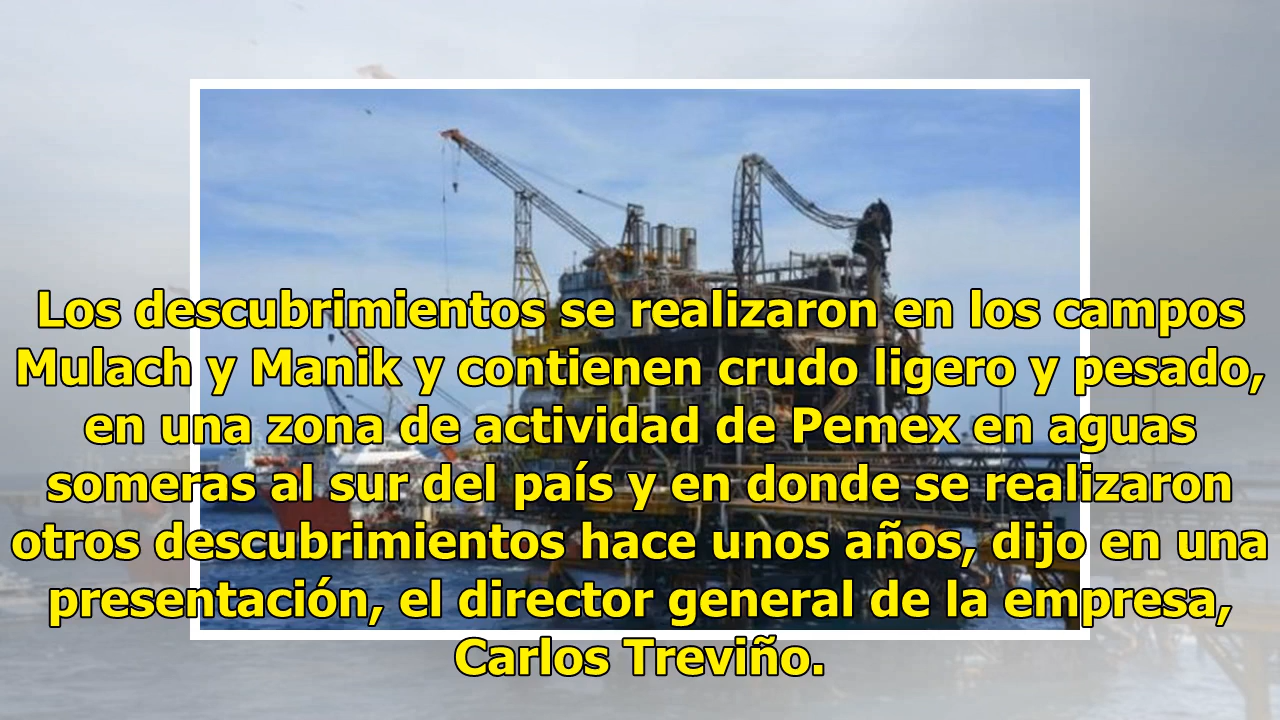 Los descubrimientos se realizaron en los campos
Mulach y Manik y contienen crudo ligero y pesado,
en una zona de actividad de Pemex en aguas
someras al sur del país y en donde se realizaron
otros descubrimientos hace unos años, dijo en una
presentación, el director general de la empresa,
Carlos Treviño.